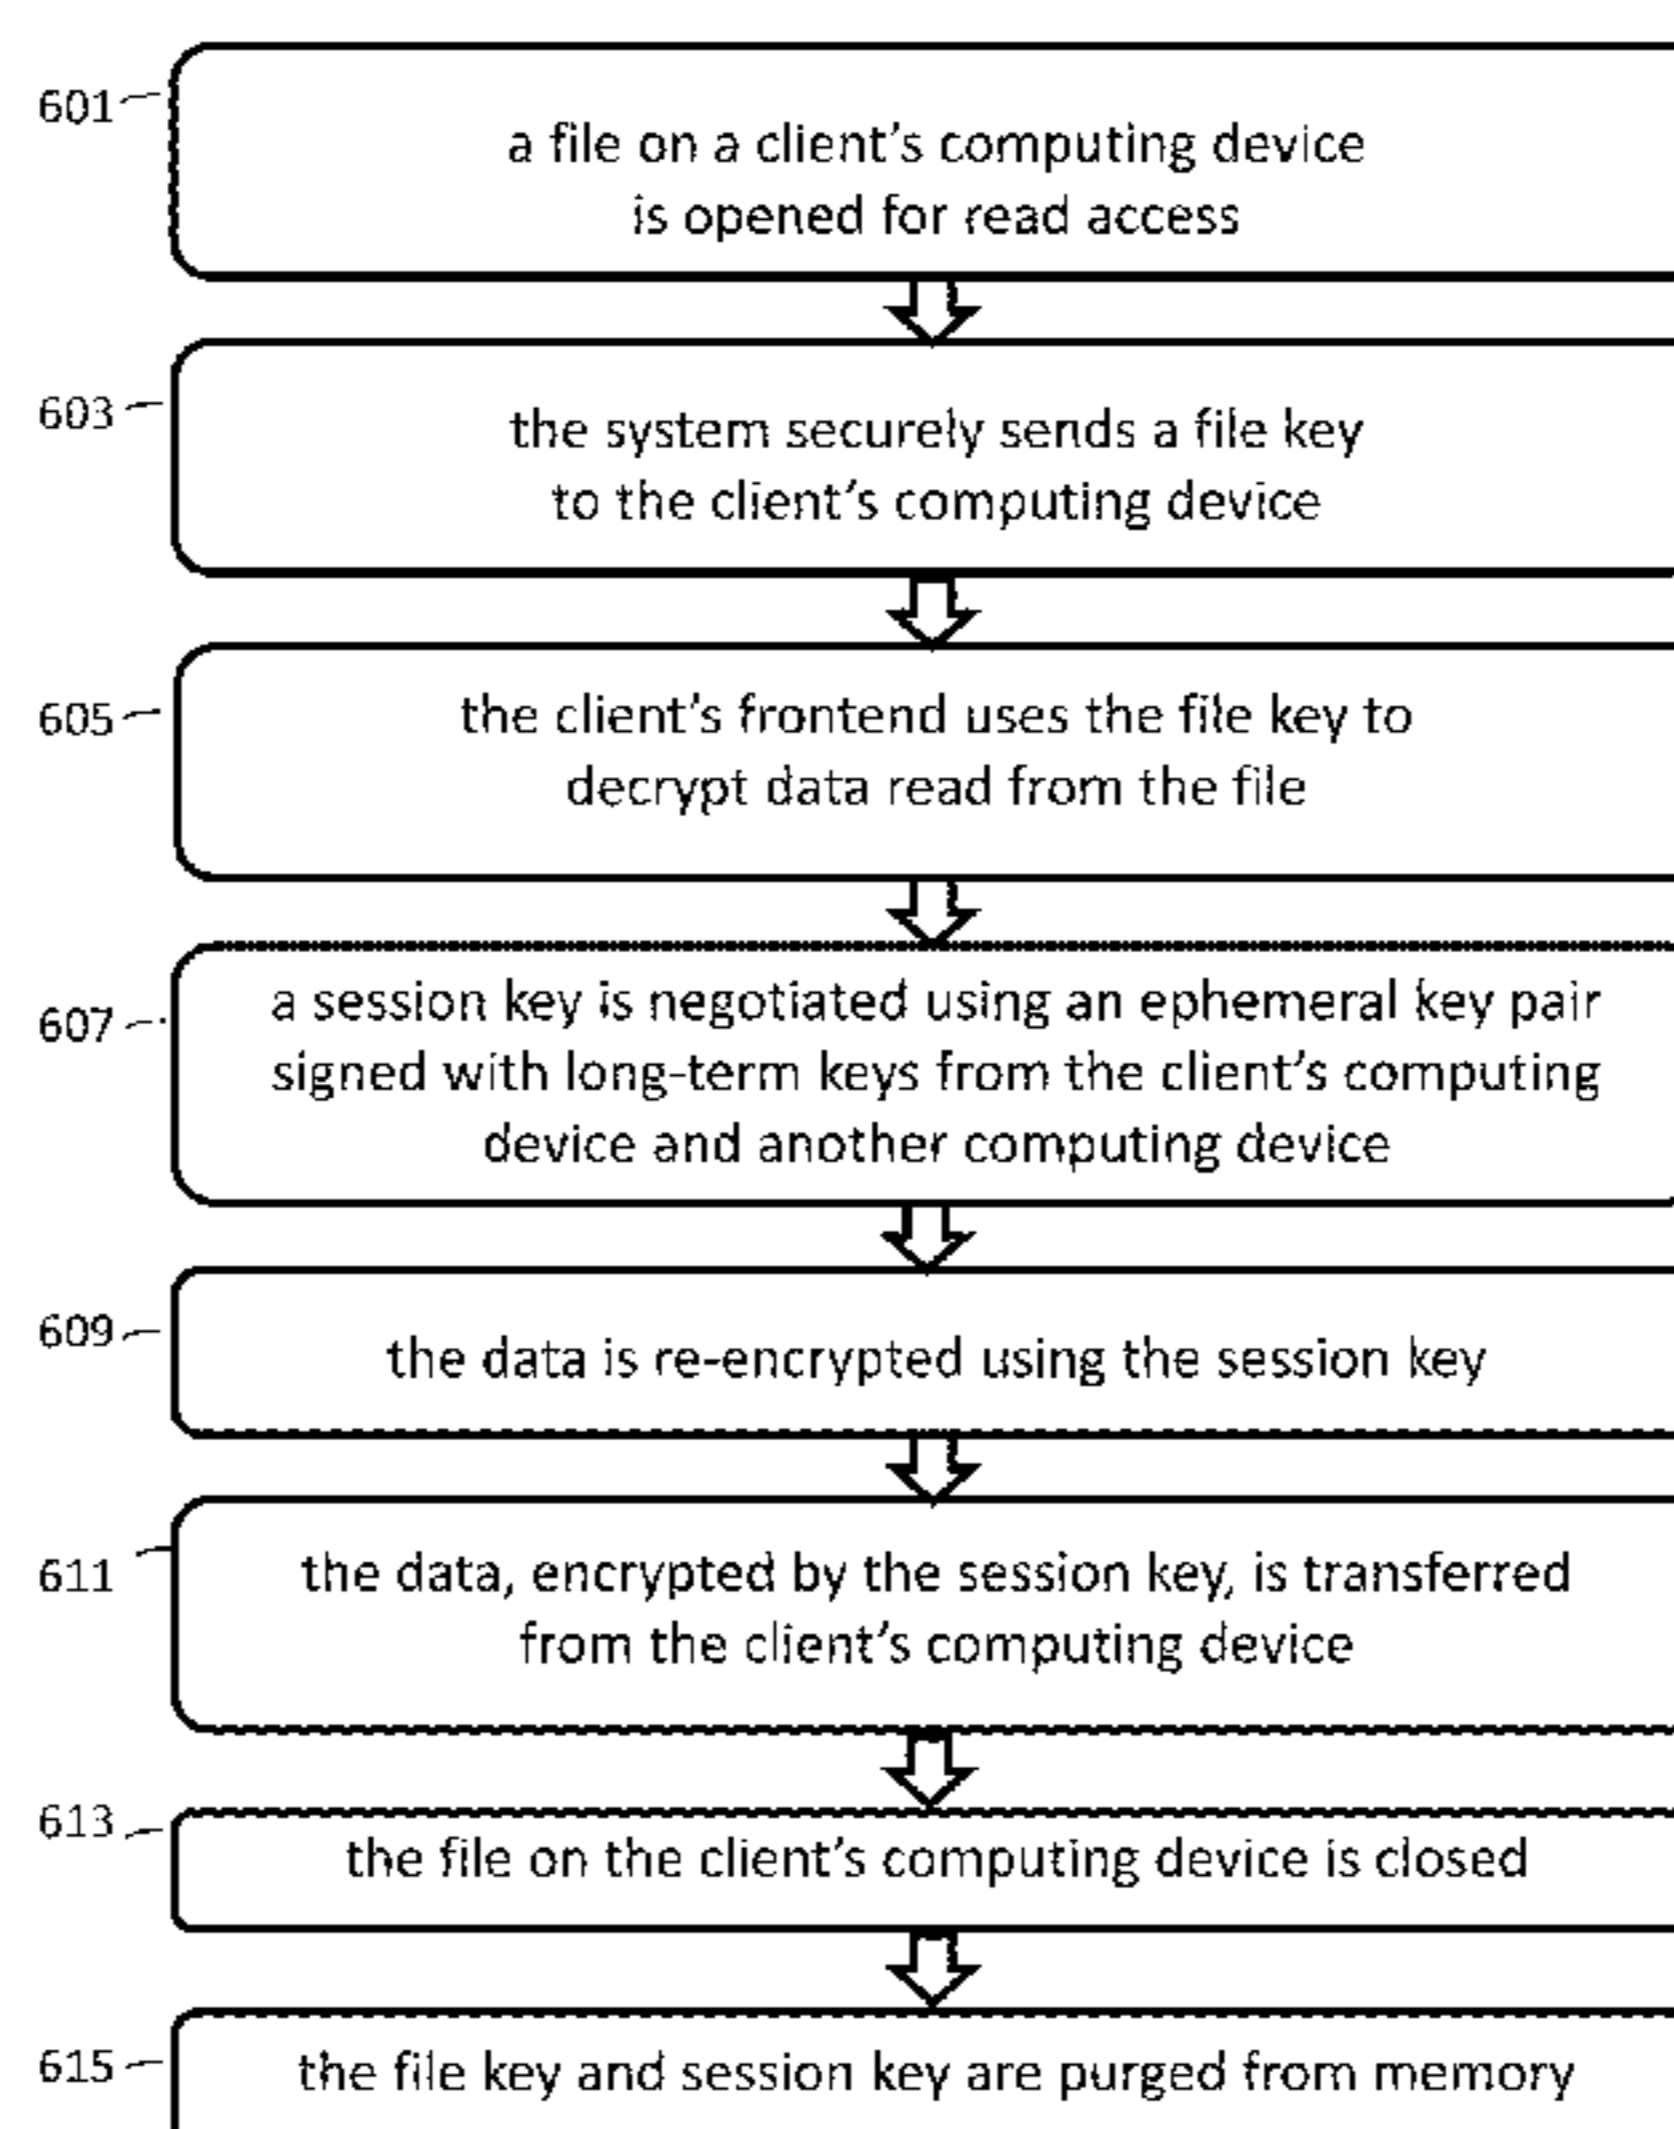 601
a file on a client's computing device
is opened for read access
603
the system securely sends a file key
to the client's computing device
605
the client's frontend uses the file key to
decrypt data read from the file
607
a session key is negotiated using an ephemeral key pair
signed with long-term keys from the client's computing
device and another computing device
609
the data is re-encrypted using the session key
611
the data, encrypted by the session key, is transferred
from the client's computing device
613
the file on the client's computing device is closed
615
the file key and session key are purged from memory